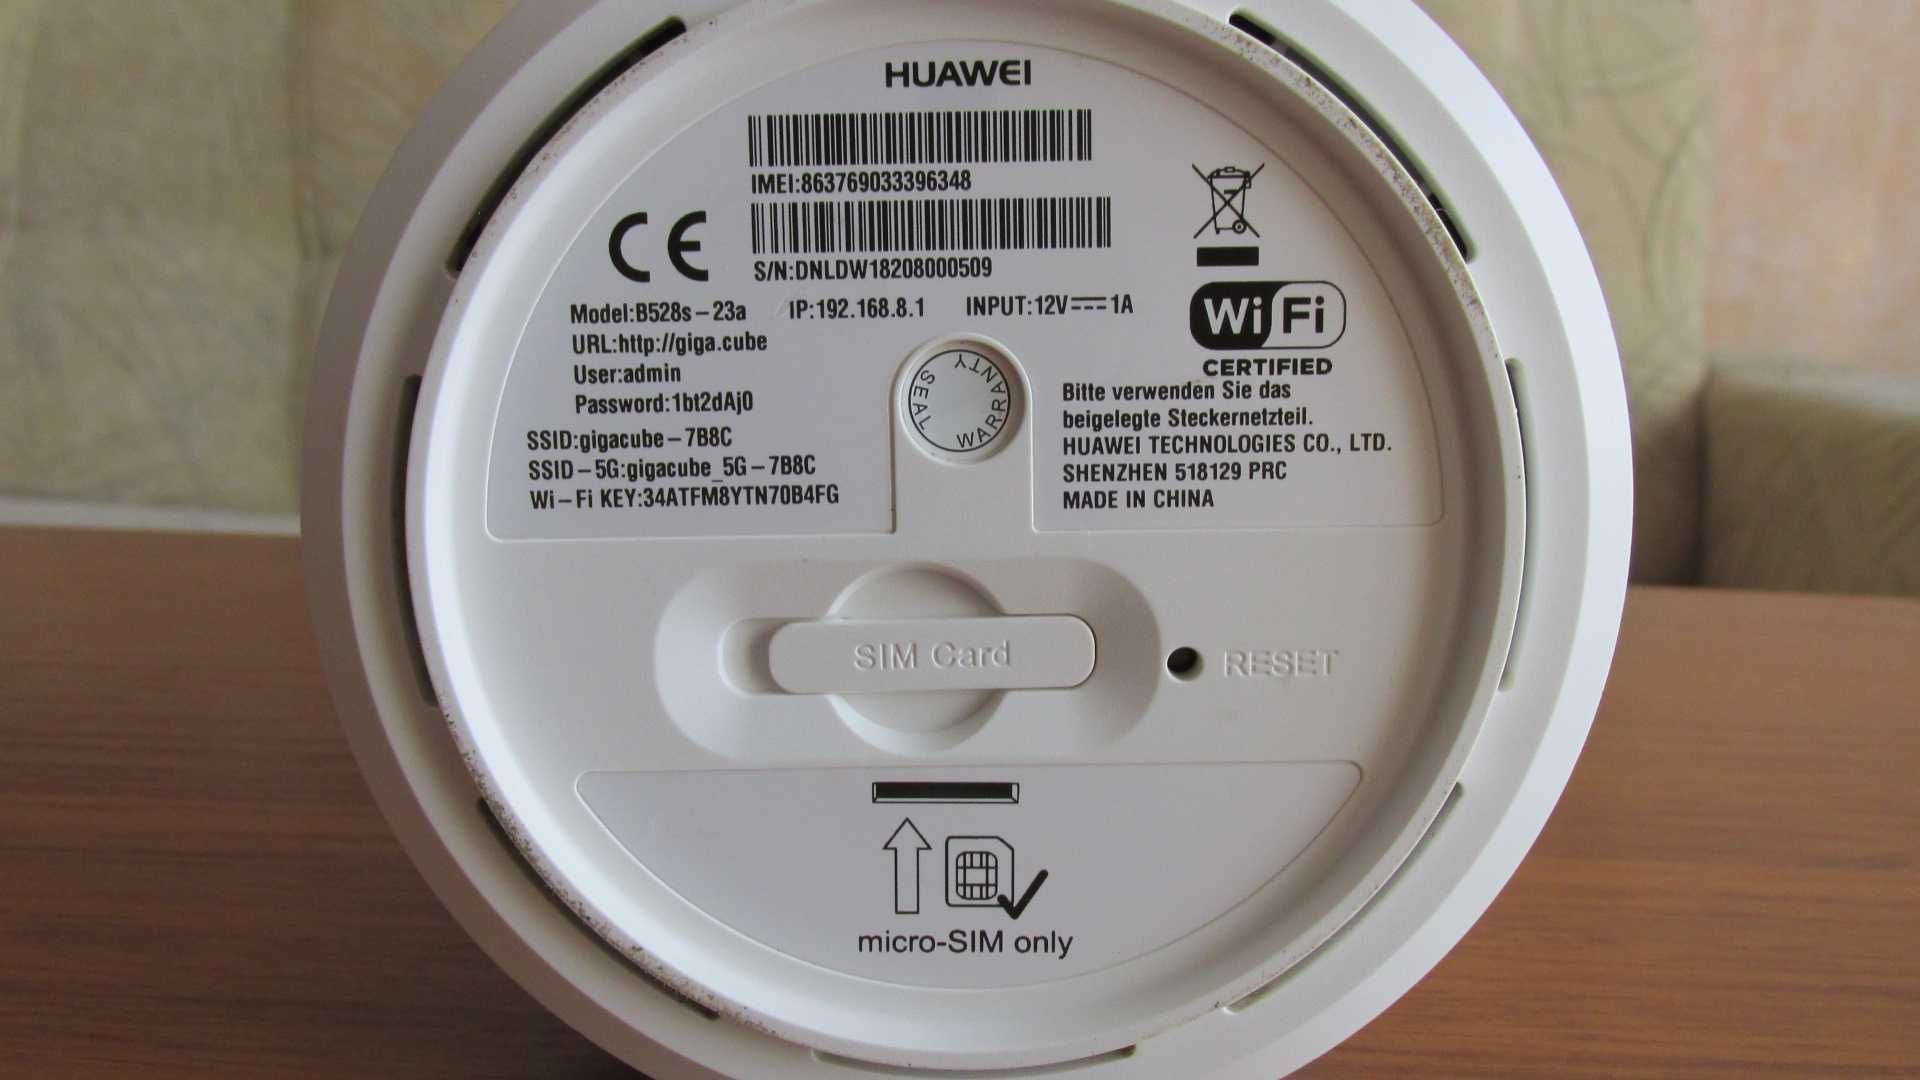 HUAWEI
IMEI:863769033396348
CE
S/N:DNLDW18208000509
Model:B528s-23a IP:192.168.8.1 INPUT:12V⎓1A
URL:http://giga.cube
User:admin
Password:1bt2dAj0
SSID:gigacube-7B8C
SSID-5G:gigacube_5G-7B8C
Wi-Fi KEY:34ATFM8YTN70B4FG
WARRANTY SEAL
Wi Fi
CERTIFIED
Bitte verwenden Sie das
beigelegte Steckernetzteil.
HUAWEI TECHNOLOGIES CO., LTD.
SHENZHEN 518129 PRC
MADE IN CHINA
SIM Card
RESET
micro-SIM only